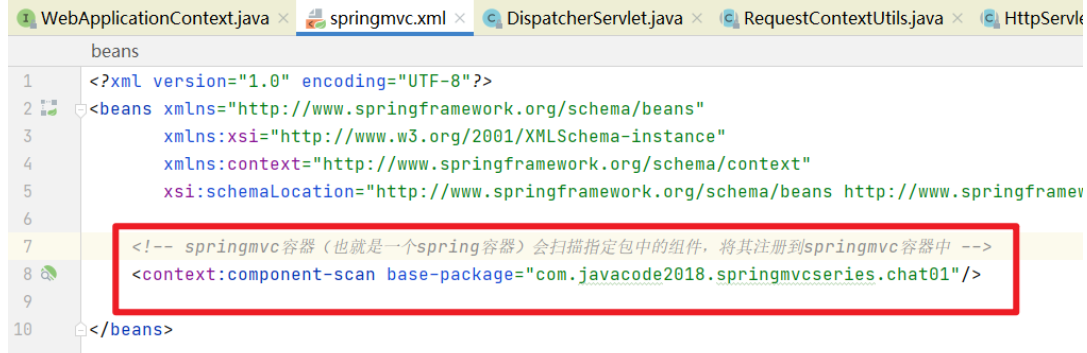 WebApplicationContext.java × springmvc.xml × DispatcherServlet.java × RequestContextUtils.java × HttpServle
beans
1 <?xml version="1.0" encoding="UTF-8"?>
2 <beans xmlns="http://www.springframework.org/schema/beans"
3 xmlns:xsi="http://www.w3.org/2001/XMLSchema-instance"
4 xmlns:context="http://www.springframework.org/schema/context"
5 xsi:schemaLocation="http://www.springframework.org/schema/beans http://www.springframew
6
7 <!-- springmvc容器（也就是一个spring容器）会扫描指定包中的组件，将其注册到springmvc容器中 -->
8 <context:component-scan base-package="com.javacode2018.springmvcseries.chat01"/>
9
10 </beans>